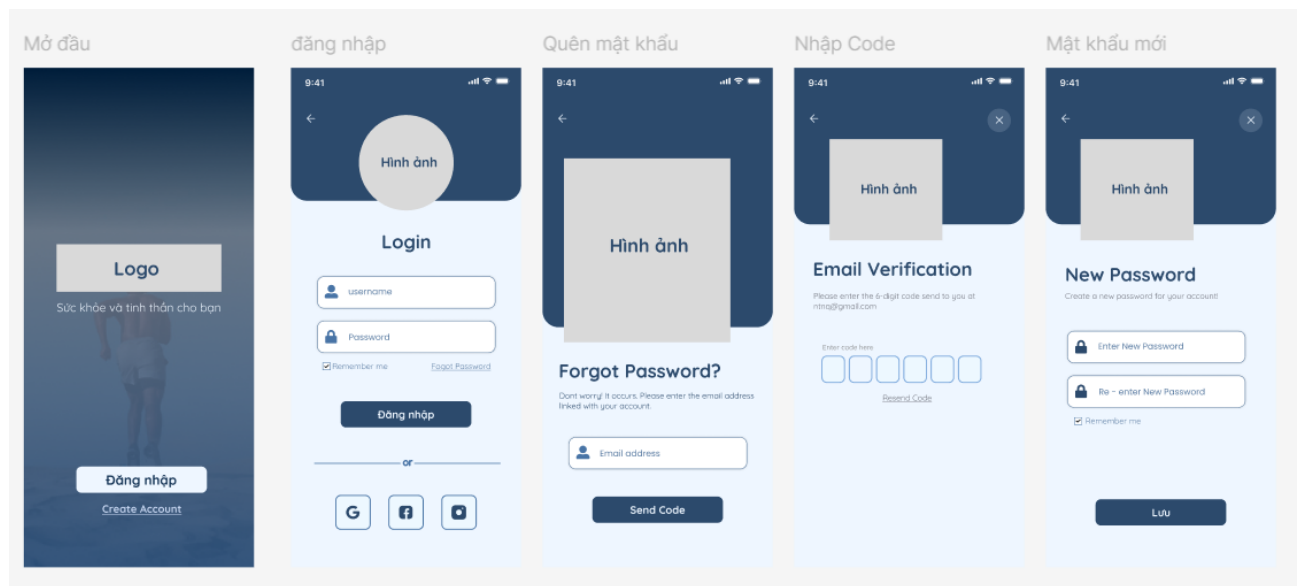 Mở đầu
Logo
Sức khỏe và tinh thần cho bạn
Đăng nhập
Create Account
đăng nhập
9:41
Hình ảnh
Login
username
Password
Remember me
Fogot Password
Đăng nhập
or
G
Quên mật khẩu
9:41
Hình ảnh
Forgot Password?
Dont worry! It occurs. Please enter the email address
linked with your account.
Email address
Send Code
Nhập Code
9:41
Hình ảnh
Email Verification
Please enter the 6-digit code send to you at
ntnq@gmail.com
Enter code here
Resend Code
Mật khẩu mới
9:41
Hình ảnh
New Password
Create a new password for your account!
Enter New Password
Re - enter New Password
Remember me
Lưu